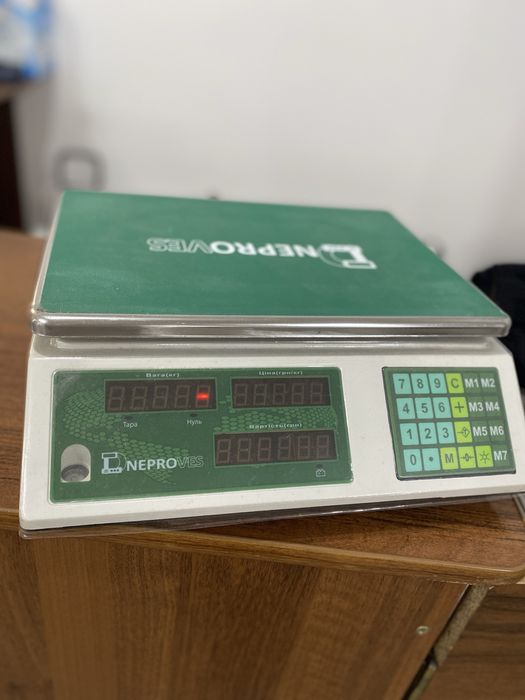 DNEPROVES
Вага(кг)
Ціна(грн/кг)
-
Тара
Нуль
Вартість(грн)
DNEPROVES
7 8 9 C M1 M2
4 5 6 + M3 M4
1 2 3 M5 M6
0 • M →0← M7